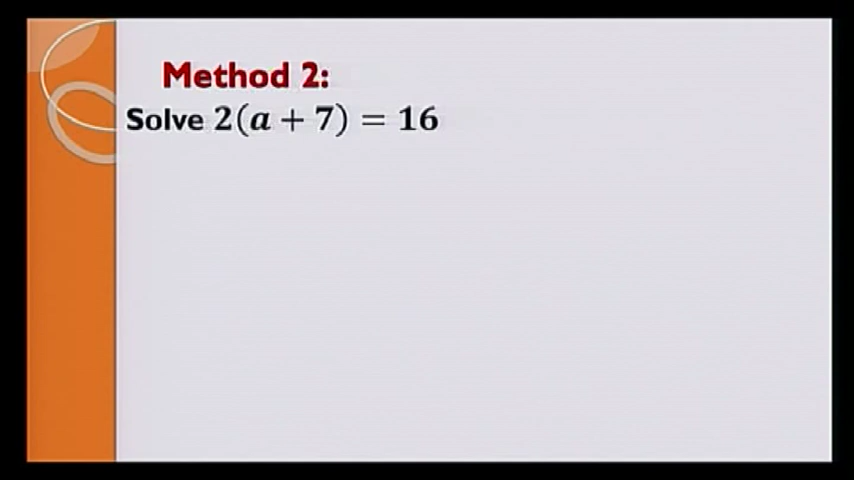 Method 2:
Solve 2(a + 7) = 16